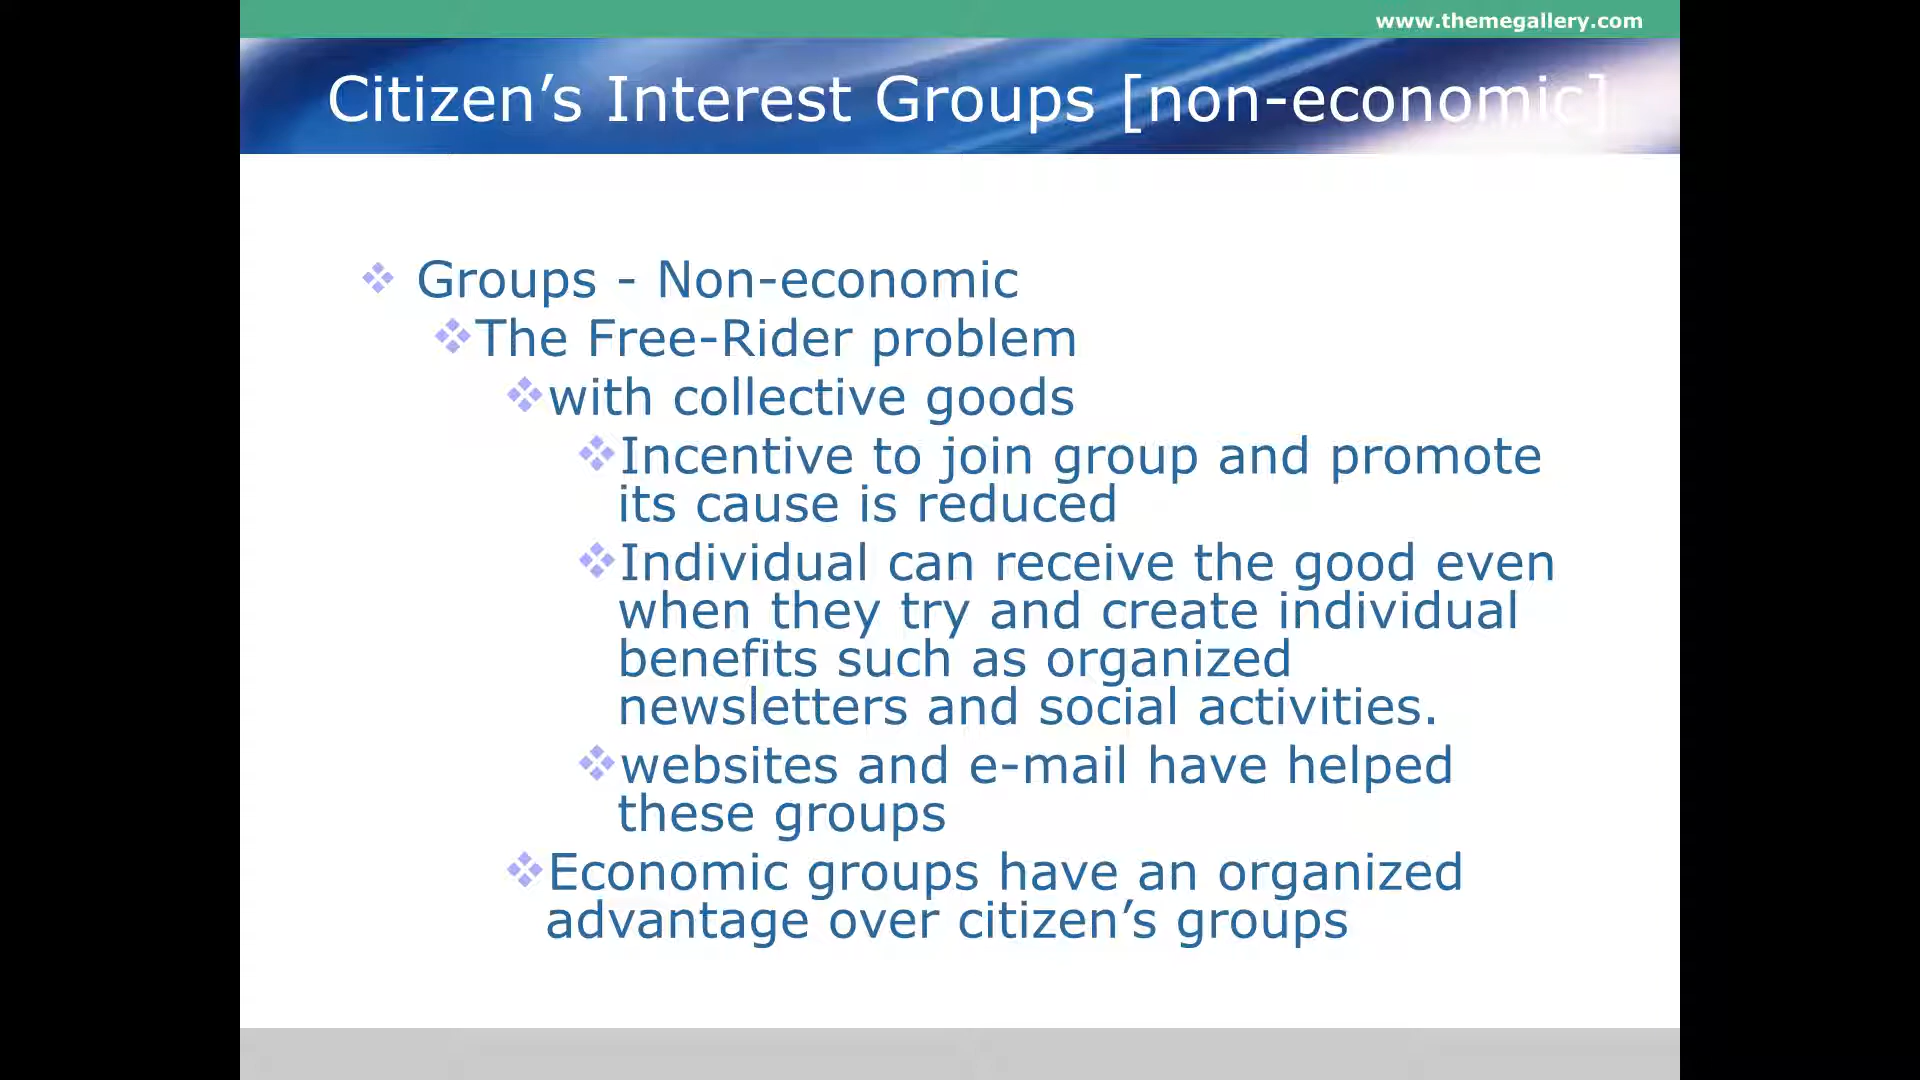 www.themegallery.com
Citizen’s Interest Groups [non-economic]
Groups - Non-economic
The Free-Rider problem
with collective goods
Incentive to join group and promote
its cause is reduced
Individual can receive the good even
when they try and create individual
benefits such as organized
newsletters and social activities.
websites and e-mail have helped
these groups
Economic groups have an organized
advantage over citizen’s groups